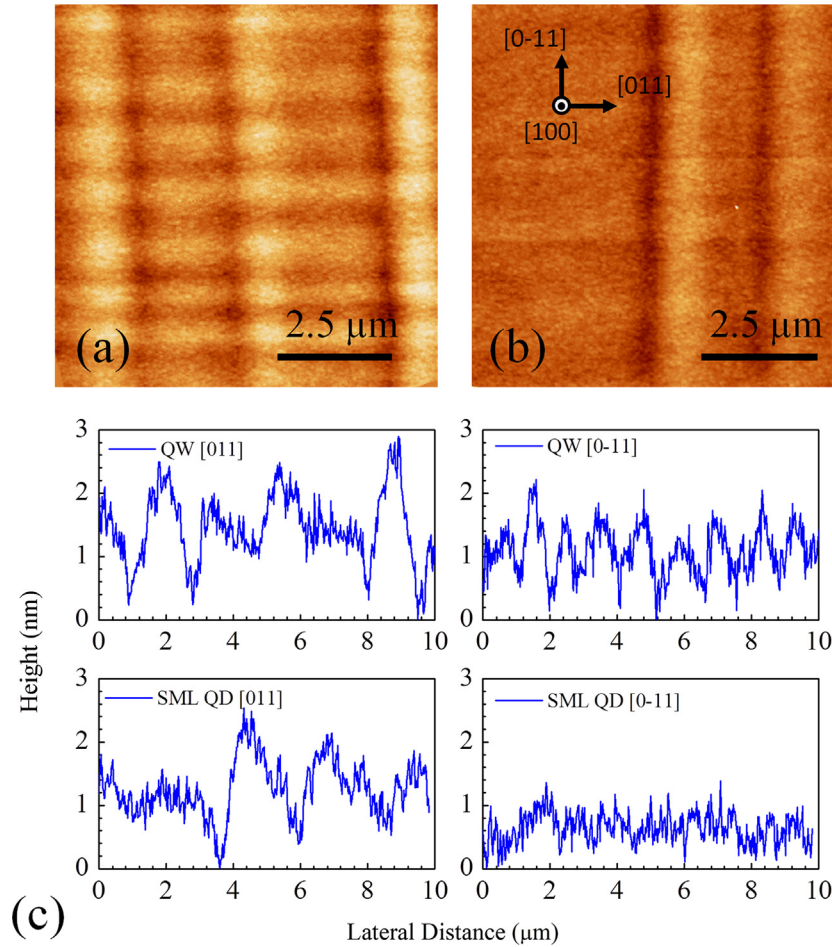 [0-11]
[011]
[100]
(a)
2.5 µm
(b)
2.5 µm
3
2
1
0
QW [011]
0 2 4 6 8 10
3
2
1
0
QW [0-11]
0 2 4 6 8 10
Height (nm)
3
2
1
0
SML QD [011]
0 2 4 6 8 10
3
2
1
0
SML QD [0-11]
0 2 4 6 8 10
(c)
Lateral Distance (µm)